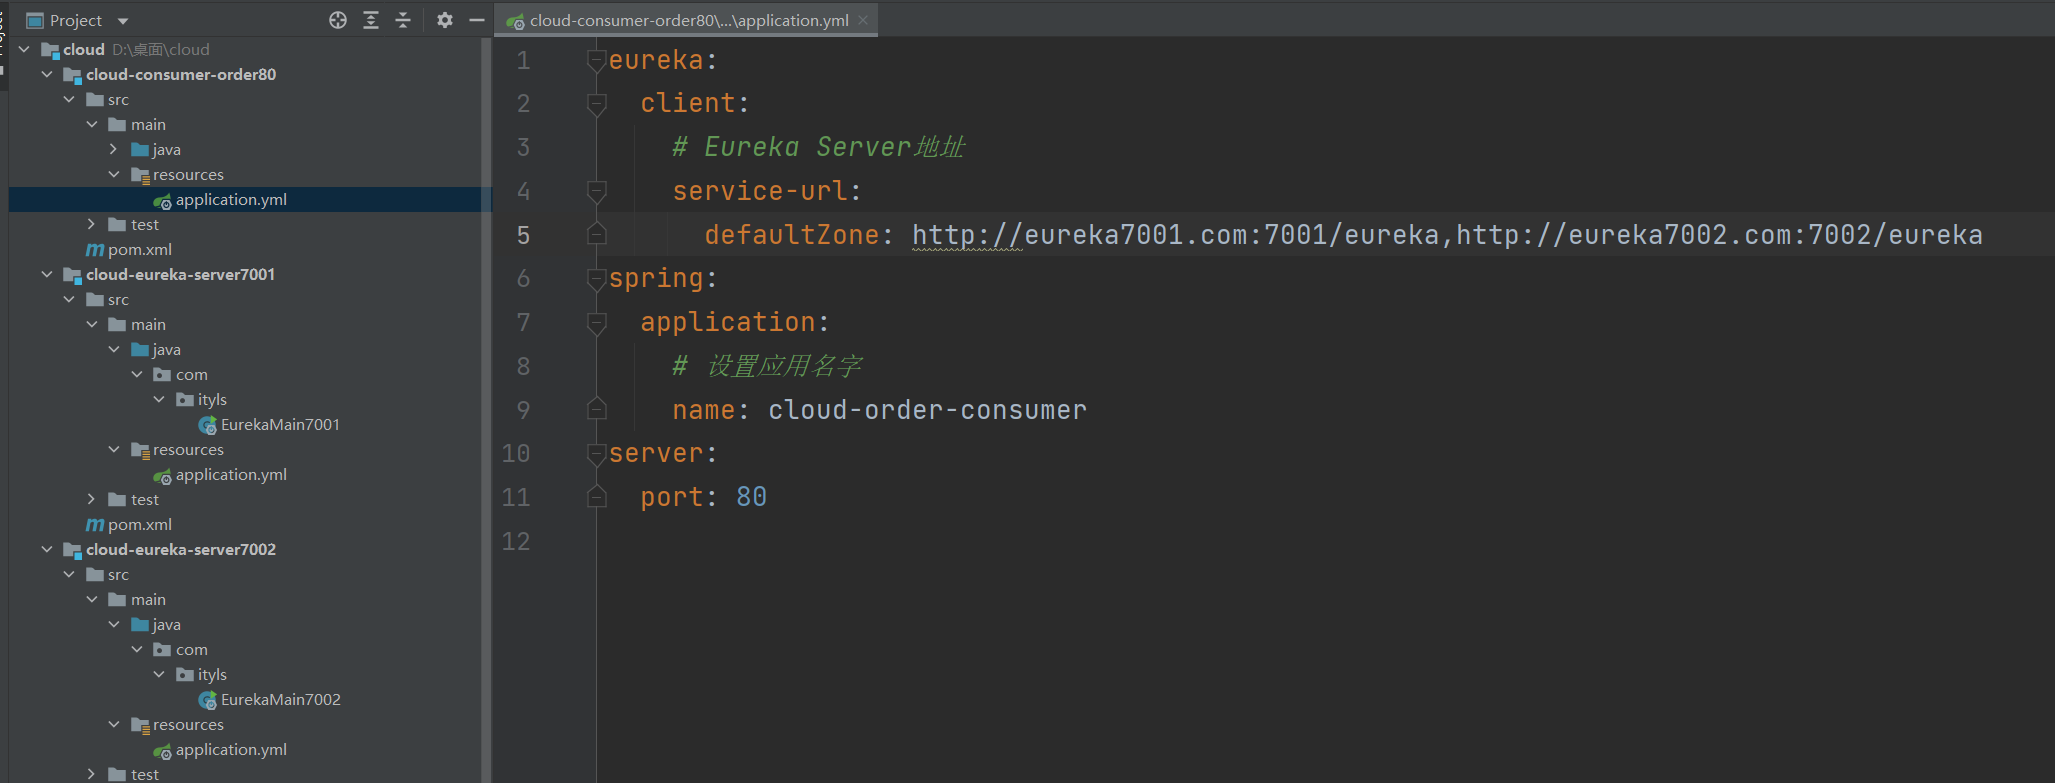 Project
cloud D:\桌面\cloud
cloud-consumer-order80
src
main
java
resources
application.yml
test
pom.xml
cloud-eureka-server7001
src
main
java
com
ityls
EurekaMain7001
resources
application.yml
test
pom.xml
cloud-eureka-server7002
src
main
java
com
ityls
EurekaMain7002
resources
application.yml
test
cloud-consumer-order80\...\application.yml
1 eureka:
2 client:
3 # Eureka Server地址
4 service-url:
5 defaultZone: http://eureka7001.com:7001/eureka,http://eureka7002.com:7002/eureka
6 spring:
7 application:
8 # 设置应用名字
9 name: cloud-order-consumer
10 server:
11 port: 80
12